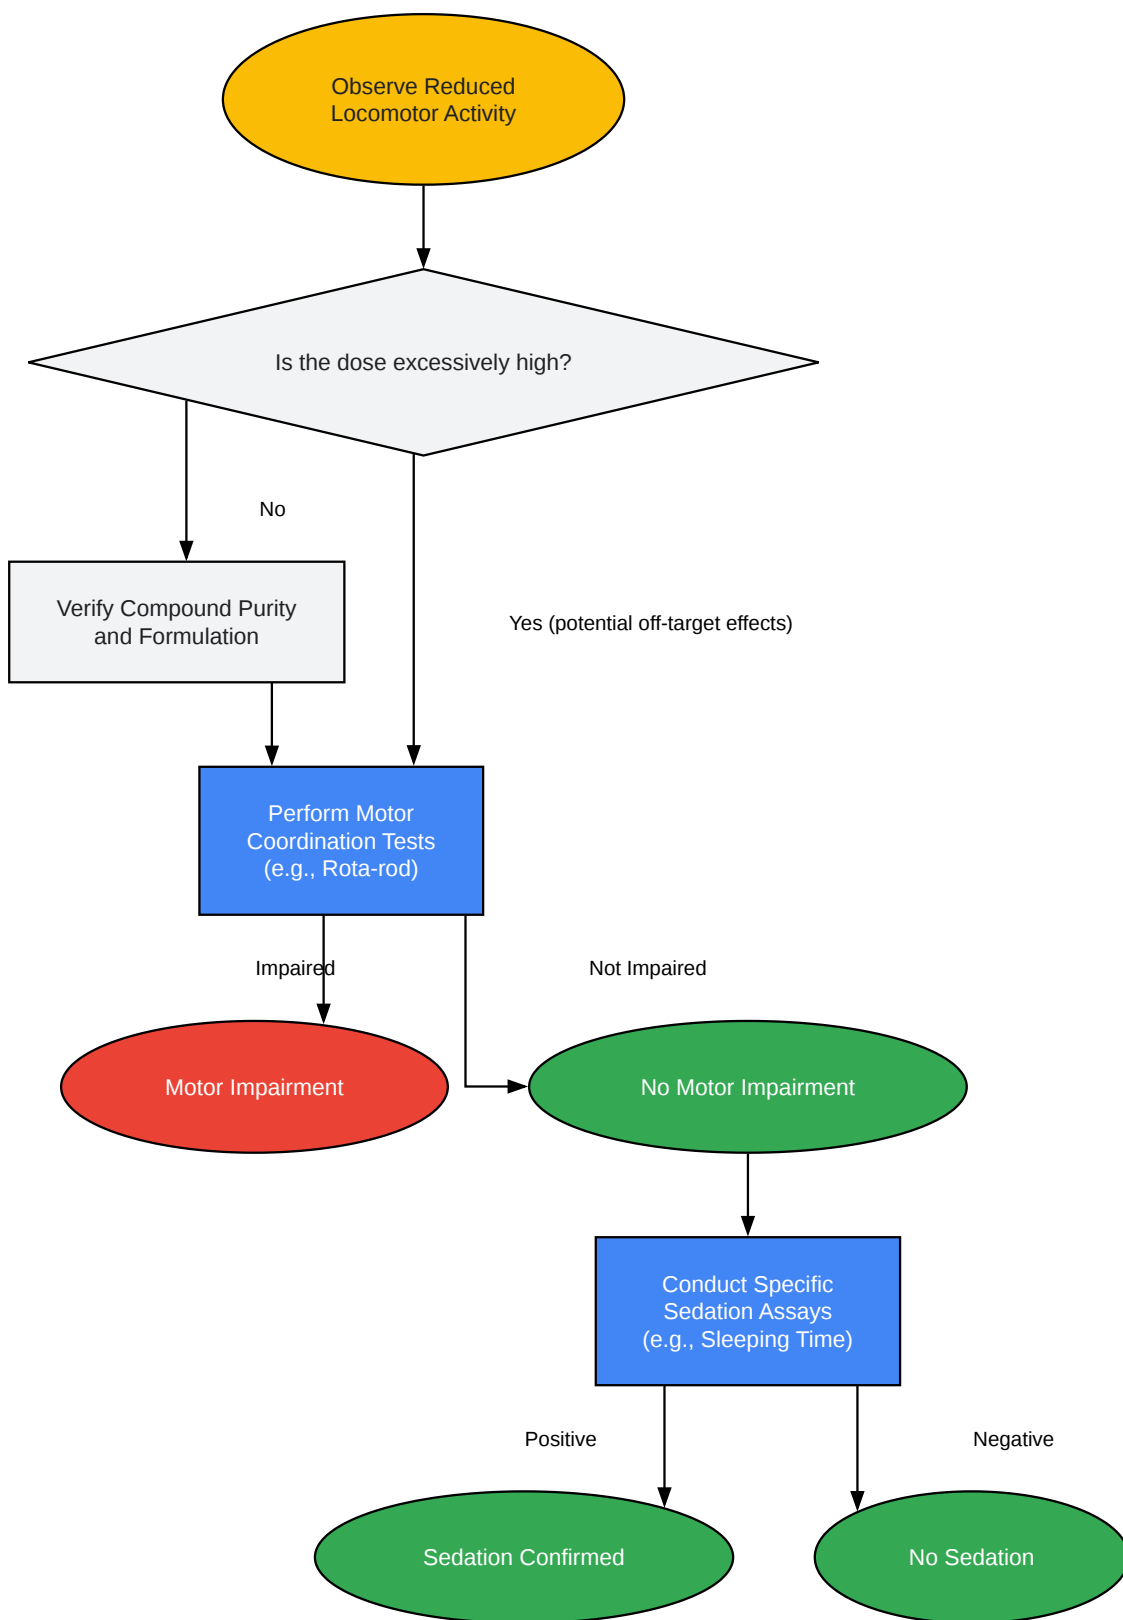 Observe Reduced
Locomotor Activity
Is the dose excessively high?
No
Verify Compound Purity
and Formulation
Yes (potential off-target effects)
Perform Motor
Coordination Tests
(e.g., Rota-rod)
Impaired
Not Impaired
Motor Impairment
No Motor Impairment
Conduct Specific
Sedation Assays
(e.g., Sleeping Time)
Positive
Negative
Sedation Confirmed
No Sedation